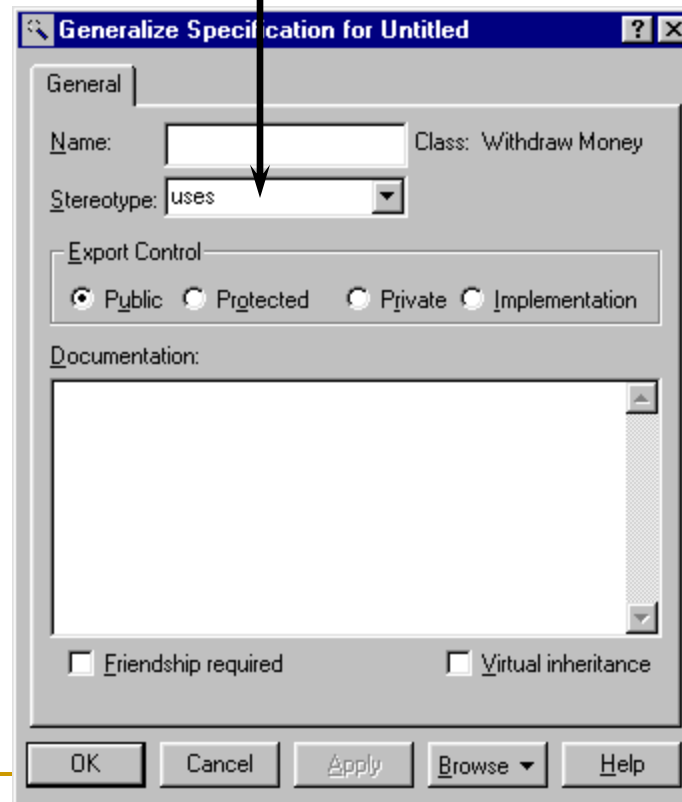 Generalize Specification for Untitled
General
Name: Class: Withdraw Money
Stereotype: uses
Export Control
Public Protected Private Implementation
Documentation:
Friendship required Virtual inheritance
OK Cancel Apply Browse Help